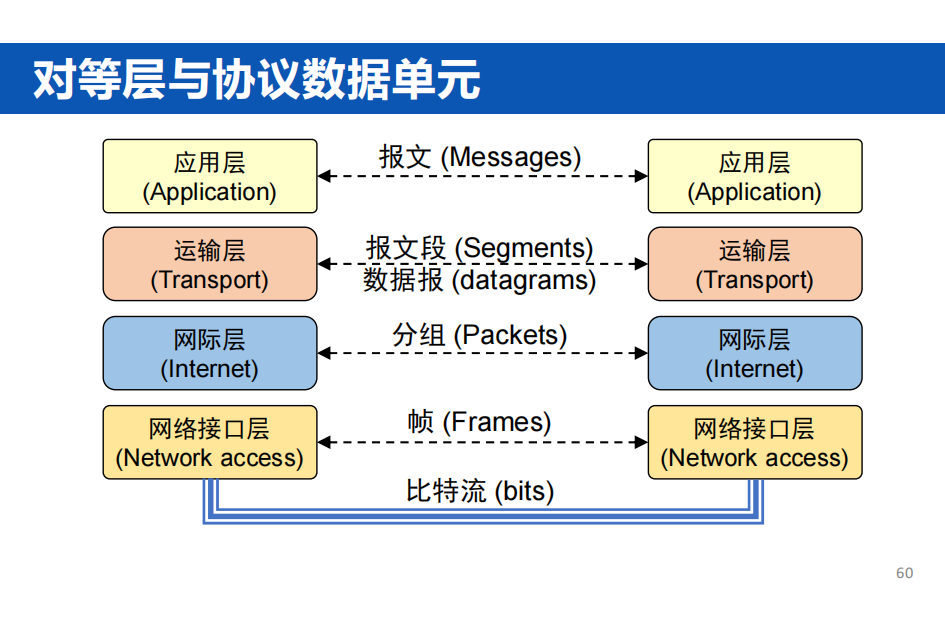 对等层与协议数据单元
应用层
(Application)
报文 (Messages)
应用层
(Application)
运输层
(Transport)
报文段 (Segments)
数据报 (datagrams)
运输层
(Transport)
网际层
(Internet)
分组 (Packets)
网际层
(Internet)
网络接口层
(Network access)
帧 (Frames)
网络接口层
(Network access)
比特流 (bits)
60